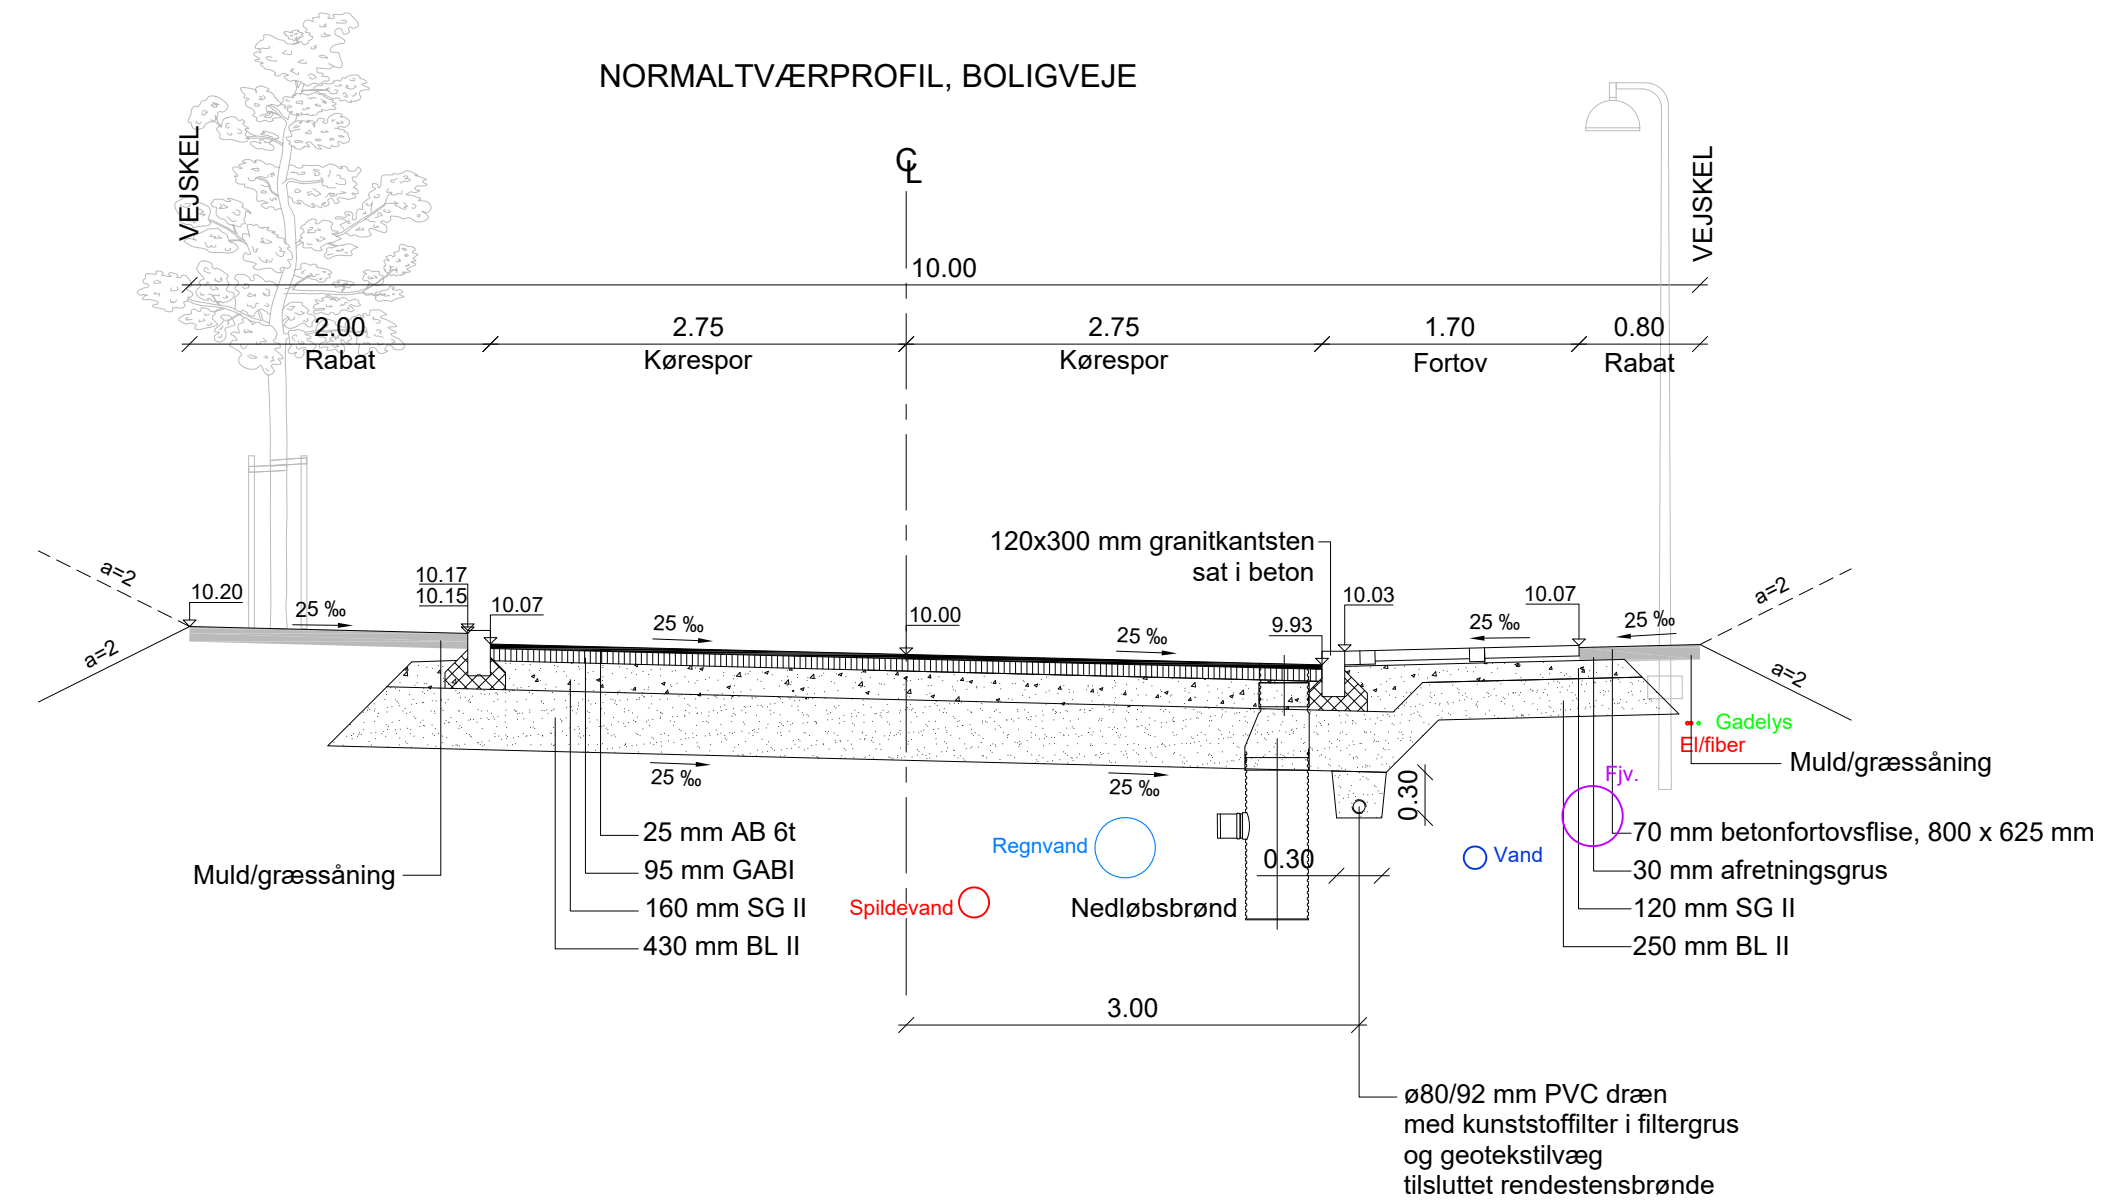 NORMALTVÆRPROFIL, BOLIGVEJE
VEJSKEL
VEJSKEL
℄
10.00
2.00
2.75
2.75
1.70
0.80
Rabat
Kørespor
Kørespor
Fortov
Rabat
120x300 mm granitkantsten
sat i beton
a=2
a=2
10.20
25 ‰
10.17
10.15
10.07
25 ‰
10.00
25 ‰
9.93
10.03
25 ‰
10.07
25 ‰
a=2
a=2
25 ‰
25 ‰
Gadelys
El/fiber
Muld/græssåning
Fjv.
0.30
25 mm AB 6t
95 mm GABI
160 mm SG II
430 mm BL II
Muld/græssåning
Spildevand
Regnvand
Nedløbsbrønd
0.30
Vand
70 mm betonfortovsflise, 800 x 625 mm
30 mm afretningsgrus
120 mm SG II
250 mm BL II
3.00
ø80/92 mm PVC dræn
med kunststoffilter i filtergrus
og geotekstilvæg
tilsluttet rendestensbrønde